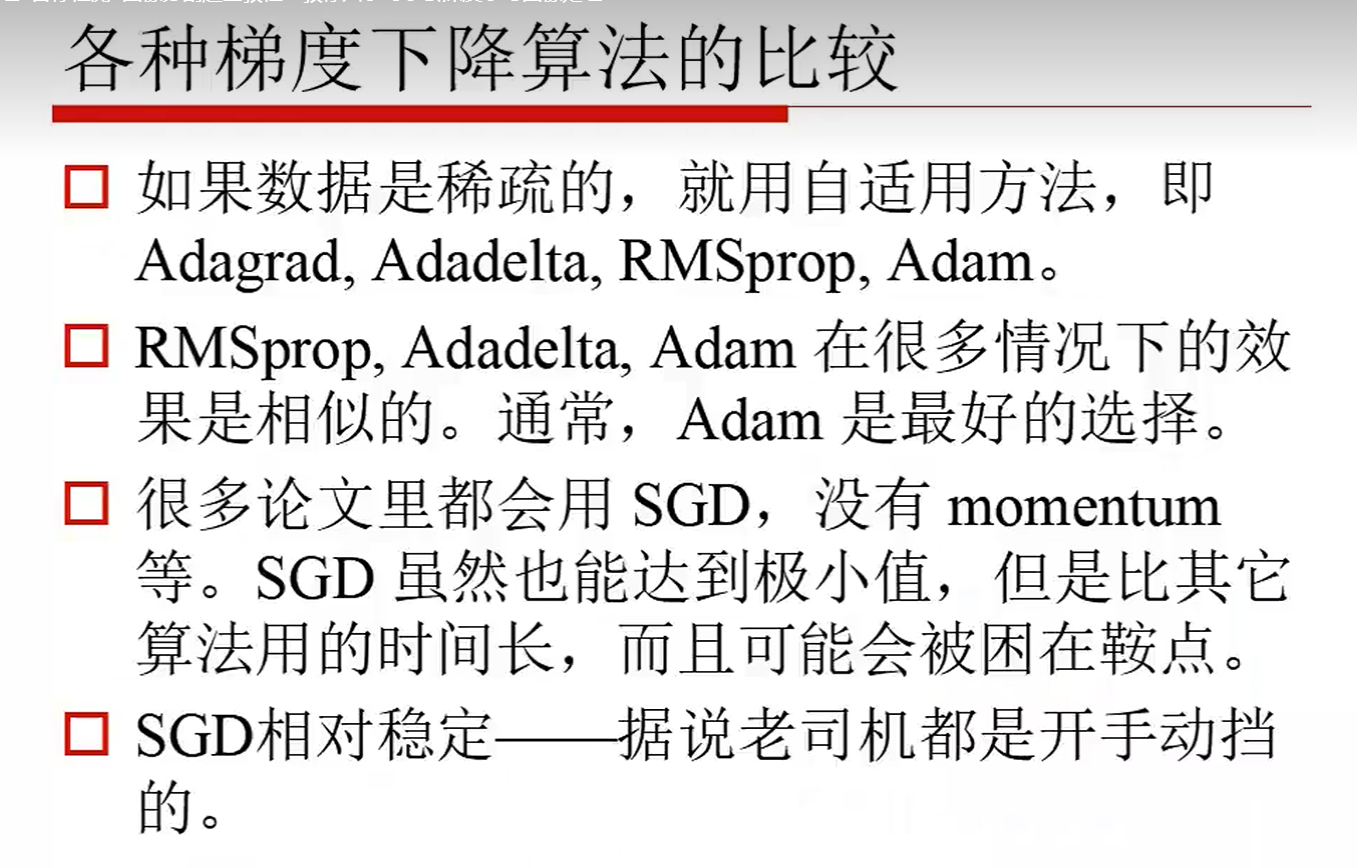 各种梯度下降算法的比较
如果数据是稀疏的，就用自适用方法，即
Adagrad, Adadelta, RMSprop, Adam。
RMSprop, Adadelta, Adam 在很多情况下的效
果是相似的。通常，Adam 是最好的选择。
很多论文里都会用 SGD，没有 momentum
等。SGD 虽然也能达到极小值，但是比其它
算法用的时间长，而且可能会被困在鞍点。
SGD相对稳定——据说老司机都是开手动挡
的。